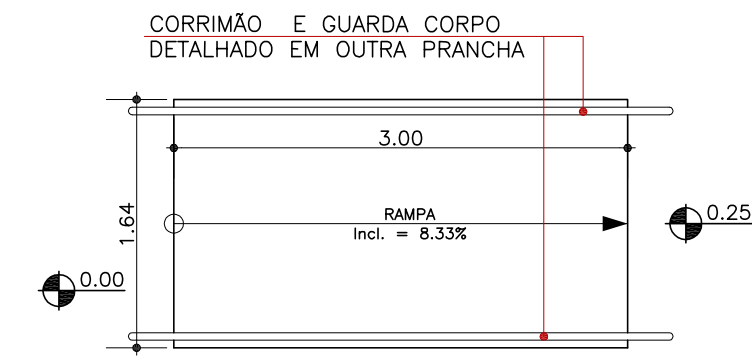 CORRIMÃO E GUARDA CORPO
DETALHADO EM OUTRA PRANCHA
3.00
1.64
RAMPA
Incl. = 8.33%
0.25
0.00